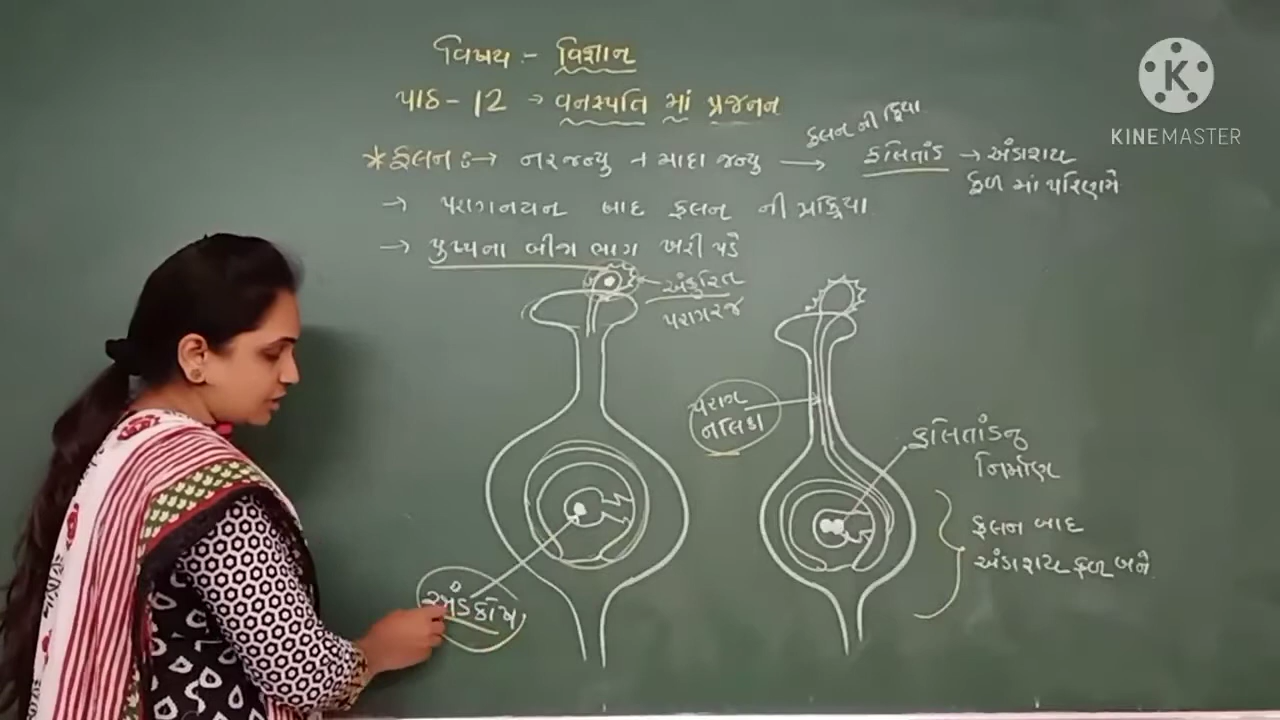 વિષય :- વિજ્ઞાન
પાઠ - 12 → વનસ્પતિ માં પ્રજનન
* ફલન :→ નરજન્યુ + માદા જન્યુ → ફલિતાંડ → અંડાશય
ફલન ની ક્રિયા
ફળ માં પરિણમે
→ પરાગનયન બાદ ફલન ની પ્રક્રિયા
→ પુષ્પના બીજા ભાગ ખરી પડે
અંકુરિત
પરાગરજ
પરાગ
નલિકા
ફલિતાંડનુ
નિર્માણ
ફલન બાદ
અંડાશય ફળ બને
અંડકોષ
K
KINEMASTER